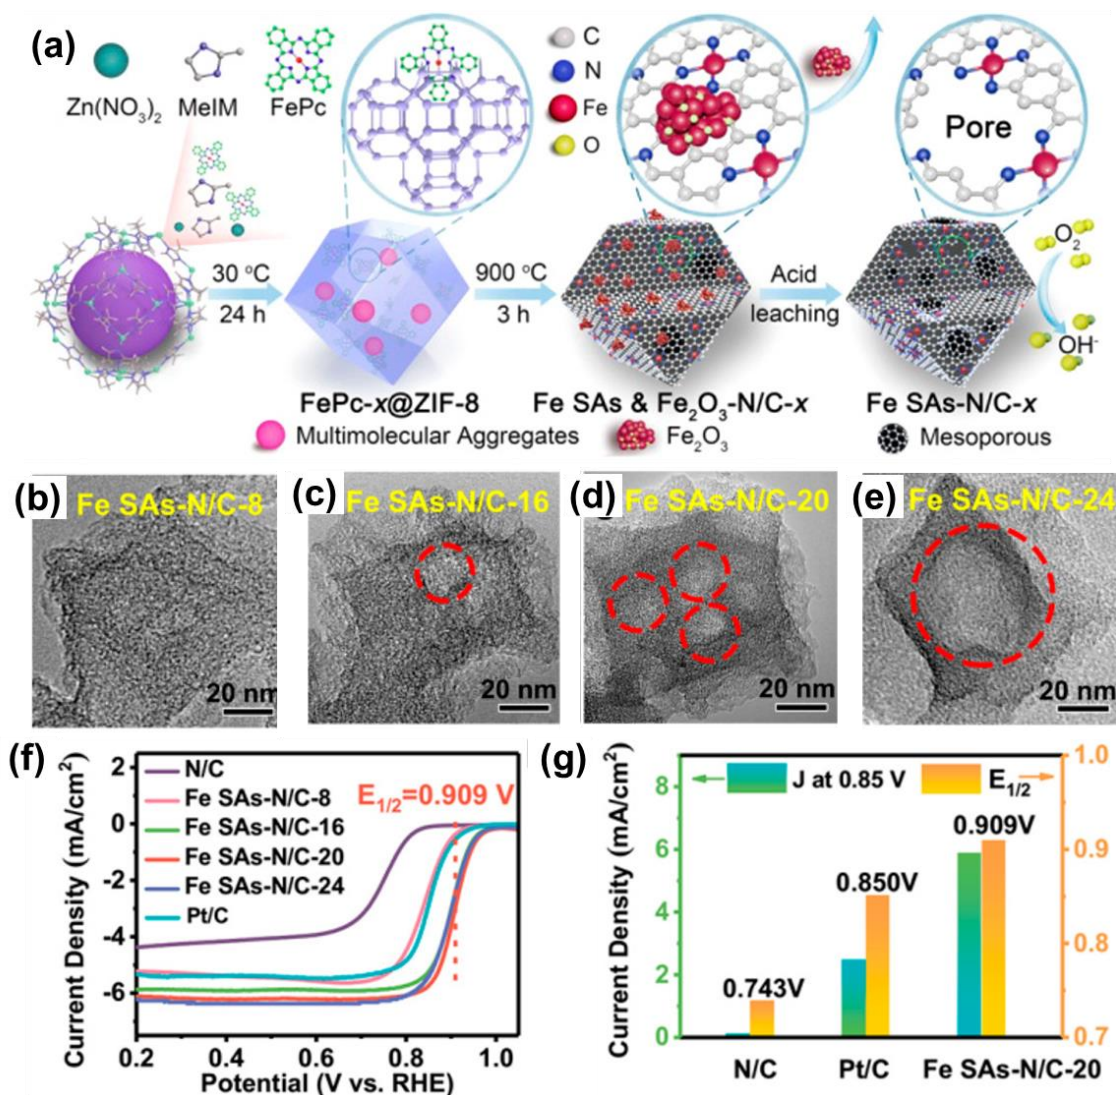 (a)
Zn(NO3)2
MeIM
FePc
C
N
Fe
O
Pore
30 °C
24 h
900 °C
3 h
Acid
leaching
O2
OH-
FePc-x@ZIF-8
Fe SAs & Fe2O3-N/C-x
Fe SAs-N/C-x
Multimolecular Aggregates
Fe2O3
Mesoporous
(b)
Fe SAs-N/C-8
20 nm
(c)
Fe SAs-N/C-16
20 nm
(d)
Fe SAs-N/C-20
20 nm
(e)
Fe SAs-N/C-24
20 nm
(f)
Current Density (mA/cm2)
2
0
-2
-4
-6
N/C
Fe SAs-N/C-8
Fe SAs-N/C-16
Fe SAs-N/C-20
Fe SAs-N/C-24
Pt/C
E1/2=0.909 V
0.2
0.4
0.6
0.8
1.0
Potential (V vs. RHE)
(g)
Current Density (mA/cm2)
8
6
4
2
0
J at 0.85 V
E1/2
0.743V
0.850V
0.909V
1.0
0.9
0.8
0.7
N/C
Pt/C
Fe SAs-N/C-20